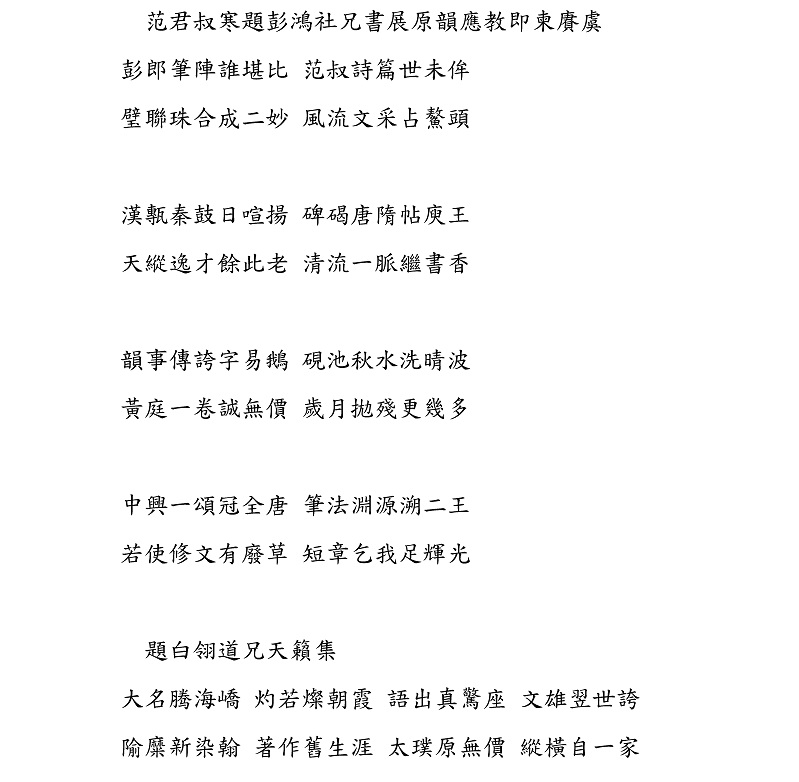 范君叔寒題彭鴻社兄書展原韻應教即柬賡虞
彭郎筆陣誰堪比 范叔詩篇世未侔
璧聯珠合成二妙 風流文采占鰲頭
漢甎秦鼓日喧揚 碑碣唐隋帖庾王
天縱逸才餘此老 清流一脈繼書香
韻事傳誇字易鵝 硯池秋水洗晴波
黃庭一卷誠無價 歲月拋殘更幾多
中興一頌冠全唐 筆法淵源溯二王
若使修文有廢草 短章乞我足輝光
題白翎道兄天籟集
大名騰海嶠 灼若燦朝霞 語出真驚座 文雄翌世誇
隃糜新染翰 著作舊生涯 太璞原無價 縱橫自一家